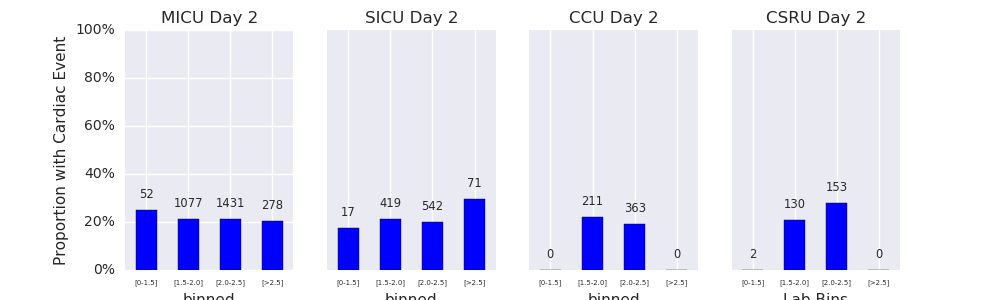 MICU Day 2
SICU Day 2
CCU Day 2
CSRU Day 2
Proportion with Cardiac Event
100%
80%
60%
40%
20%
0%
52
1077
1431
278
17
419
542
71
0
211
363
0
2
130
153
0
[0-1.5] [1.5-2.0] [2.0-2.5] [>2.5]
[0-1.5] [1.5-2.0] [2.0-2.5] [>2.5]
[0-1.5] [1.5-2.0] [2.0-2.5] [>2.5]
[0-1.5] [1.5-2.0] [2.0-2.5] [>2.5]
binned
binned
binned
Lab Bins